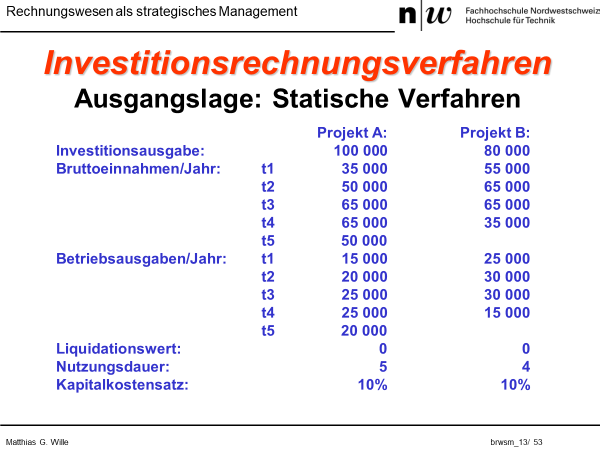 Rechnungswesen als strategisches Management
n w
Fachhochschule Nordwestschweiz
Hochschule für Technik
Investitionsrechnungsverfahren
Ausgangslage: Statische Verfahren
Projekt A: Projekt B:
Investitionsausgabe: 100 000 80 000
Bruttoeinnahmen/Jahr: t1 35 000 55 000
t2 50 000 65 000
t3 65 000 65 000
t4 65 000 35 000
t5 50 000
Betriebsausgaben/Jahr: t1 15 000 25 000
t2 20 000 30 000
t3 25 000 30 000
t4 25 000 15 000
t5 20 000
Liquidationswert: 0 0
Nutzungsdauer: 5 4
Kapitalkostensatz: 10% 10%
Matthias G. Wille brwsm_13/ 53